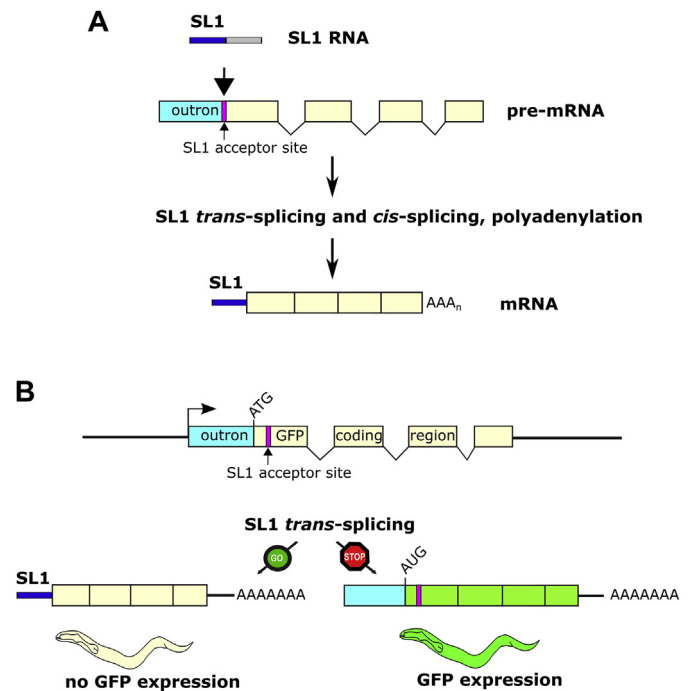 A
SL1
SL1 RNA
outron
pre-mRNA
SL1 acceptor site
SL1 trans-splicing and cis-splicing, polyadenylation
SL1
AAAn
mRNA
B
ATG
outron GFP coding region
SL1 acceptor site
SL1 trans-splicing
GO STOP
SL1
AAAAAAA
AUG
AAAAAAA
no GFP expression
GFP expression